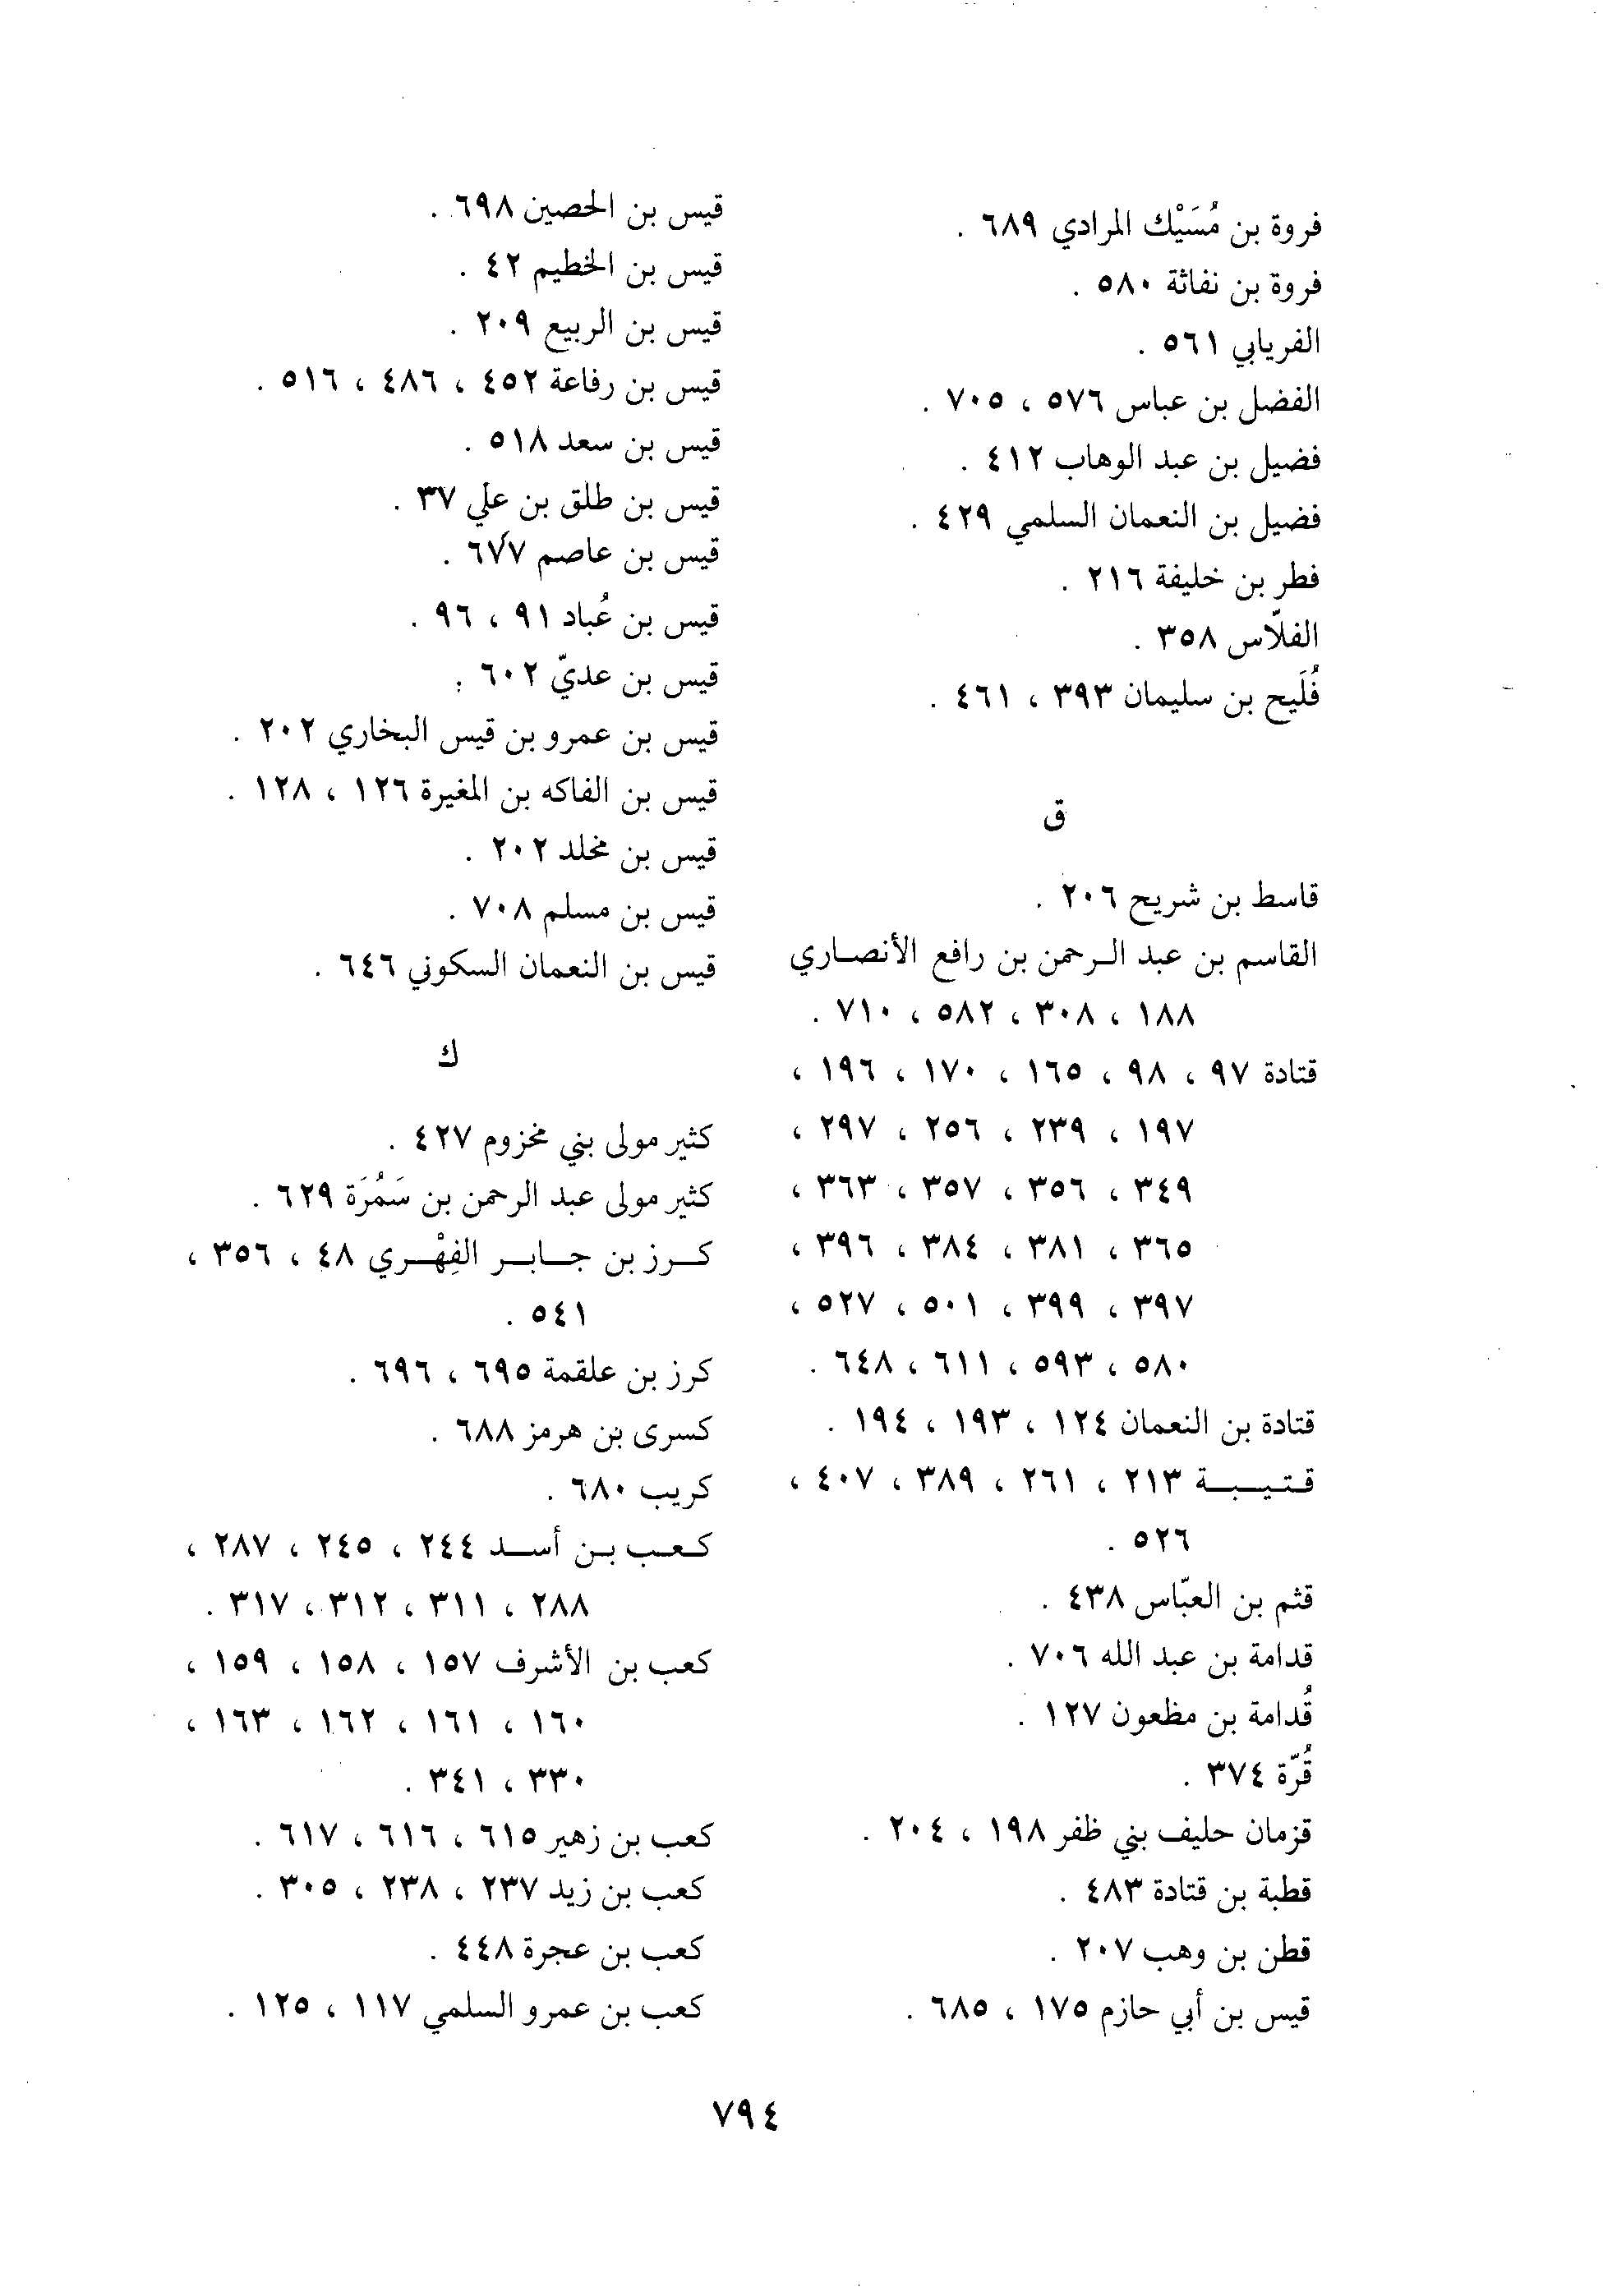 فروة بن مُسَيْك المرادي ٦٨٩ .
فروة بن نفاثة ٥٨٠ .
الفريابي ٥٦١ .
الفضل بن عباس ٥٧٦ ، ٧٠٥ .
فضيل بن عبد الوهاب ٤١٢ .
فضيل بن النعمان السلمي ٤٢٩ .
فطر بن خليفة ٢١٦ .
الفلّاس ٣٥٨ .
فُلَيح بن سليمان ٣٩٣ ، ٤٦١ .
ق
قاسط بن شريح ٢٠٦ .
القاسم بن عبد الرحمن بن رافع الأنصاري
١٨٨ ، ٣٠٨ ، ٥٨٢ ، ٧١٠ .
قتادة ٩٧ ، ٩٨ ، ١٦٥ ، ١٧٠ ، ١٩٦ ،
١٩٧ ، ٢٣٩ ، ٢٥٦ ، ٢٩٧ ،
٣٤٩ ، ٣٥٦ ، ٣٥٧ ، ٣٦٣ ،
٣٦٥ ، ٣٨١ ، ٣٨٤ ، ٣٩٦ ،
٣٩٧ ، ٣٩٩ ، ٥٠١ ، ٥٢٧ ،
٥٨٠ ، ٥٩٣ ، ٦١١ ، ٦٤٨ .
قتادة بن النعمان ١٢٤ ، ١٩٣ ، ١٩٤ .
قتيبة ٢١٣ ، ٢٦١ ، ٣٨٩ ، ٤٠٧ ،
٥٢٦ .
قثم بن العبّاس ٤٣٨ .
قدامة بن عبد الله ٧٠٦ .
قُدامة بن مظعون ١٢٧ .
قُرّة ٣٧٤ .
قزمان حليف بني ظفر ١٩٨ ، ٢٠٤ .
قطبة بن قتادة ٤٨٣ .
قطن بن وهب ٢٠٧ .
قيس بن أبي حازم ١٧٥ ، ٦٨٥ .
قيس بن الحصين ٦٩٨ .
قيس بن الخطيم ٤٢ .
قيس بن الربيع ٢٠٩ .
قيس بن رفاعة ٤٥٢ ، ٤٨٦ ، ٥١٦ .
قيس بن سعد ٥١٨ .
قيس بن طلق بن علي ٣٧ .
قيس بن عاصم ٦٧٧ .
قيس بن عُباد ٩١ ، ٩٦ .
قيس بن عديّ ٦٠٢ .
قيس بن عمرو بن قيس البخاري ٢٠٢ .
قيس بن الفاكه بن المغيرة ١٢٦ ، ١٢٨ .
قيس بن مخلد ٢٠٢ .
قيس بن مسلم ٧٠٨ .
قيس بن النعمان السكوني ٦٤٦ .
ك
كثير مولى بني مخزوم ٤٢٧ .
كثير مولى عبد الرحمن بن سَمُرَة ٦٢٩ .
كرز بن جابر الفِهْري ٤٨ ، ٣٥٦ ،
٥٤١ .
كرز بن علقمة ٦٩٥ ، ٦٩٦ .
كسرى بن هرمز ٦٨٨ .
كريب ٦٨٠ .
كعب بن أسد ٢٤٤ ، ٢٤٥ ، ٢٨٧ ،
٢٨٨ ، ٣١١ ، ٣١٢ ، ٣١٧ .
كعب بن الأشرف ١٥٧ ، ١٥٨ ، ١٥٩ ،
١٦٠ ، ١٦١ ، ١٦٢ ، ١٦٣ ،
٣٣٠ ، ٣٤١ .
كعب بن زهير ٦١٥ ، ٦١٦ ، ٦١٧ .
كعب بن زيد ٢٣٧ ، ٢٣٨ ، ٣٠٥ .
كعب بن عجرة ٤٤٨ .
كعب بن عمرو السلمي ١١٧ ، ١٢٥ .
٧٩٤